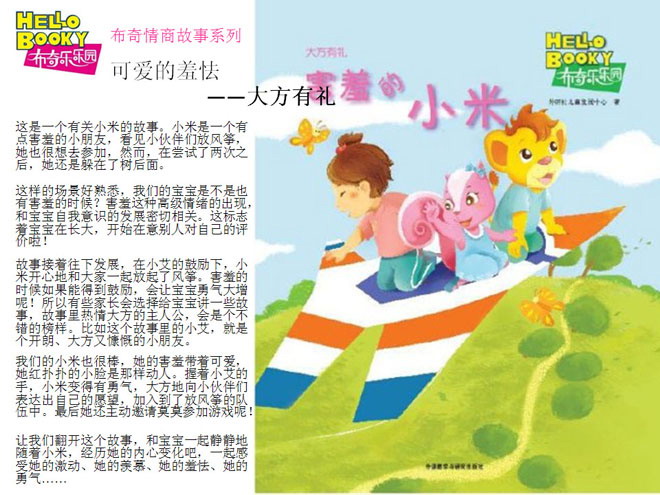 HELLO
BOOKY
布奇乐乐园
布奇情商故事系列
可爱的羞怯
——大方有礼
这是一个有关小米的故事。小米是一个有
点害羞的小朋友，看见小伙伴们放风筝，
她也很想去参加，然而，在尝试了两次之
后，她还是躲在了树后面。
这样的场景好熟悉，我们的宝宝是不是也
有害羞的时候？害羞这种高级情绪的出现，
和宝宝自我意识的发展密切相关。这标志
着宝宝在长大，开始在意别人对自己的评
价啦！
故事接着往下发展，在小艾的鼓励下，小
米开心地和大家一起放起了风筝。害羞的
时候如果能得到鼓励，会让宝宝勇气大增
呢！所以有些家长会选择给宝宝讲一些故
事，故事里热情大方的主人公，会是个不
错的榜样。比如这个故事里的小艾，就是
个开朗、大方又慷慨的小朋友。
我们的小米也很棒，她的害羞带着可爱，
她红扑扑的小脸是那样动人。握着小艾的
手，小米变得有勇气，大方地向小伙伴们
表达出自己的愿望，加入到了放风筝的队
伍中。最后她还主动邀请莫莫参加游戏呢！
让我们翻开这个故事，和宝宝一起静静地
随着小米，经历她的内心变化吧，一起感
受她的激动、她的羡慕、她的羞怯、她的
勇气……
大方有礼
害羞的
小米
HELLO
BOOKY
布奇乐乐园
外研社儿童发展中心 著
外语教学与研究出版社